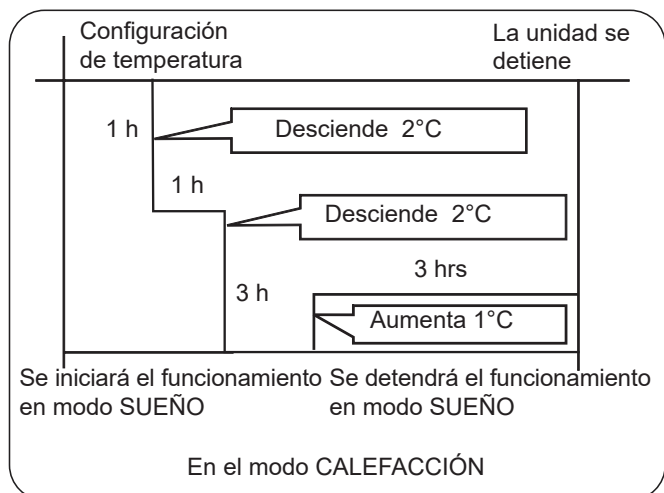 Configuración
de temperatura
La unidad se
detiene
1 h
Desciende 2°C
1 h
Desciende 2°C
3 hrs
3 h
Aumenta 1°C
Se iniciará el funcionamiento
en modo SUEÑO
Se detendrá el funcionamiento
en modo SUEÑO
En el modo CALEFACCIÓN